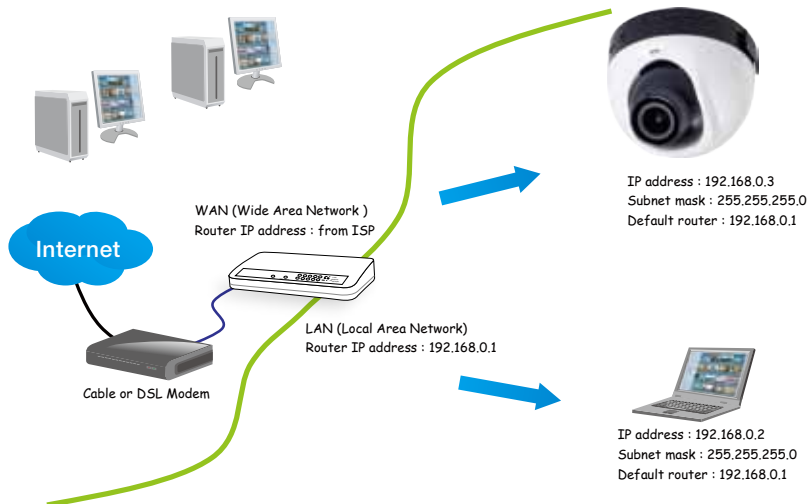 IP address : 192.168.0.3
Subnet mask : 255.255.255.0
Default router : 192.168.0.1
WAN (Wide Area Network )
Router IP address : from ISP
Internet
LAN (Local Area Network)
Router IP address : 192.168.0.1
Cable or DSL Modem
IP address : 192.168.0.2
Subnet mask : 255.255.255.0
Default router : 192.168.0.1